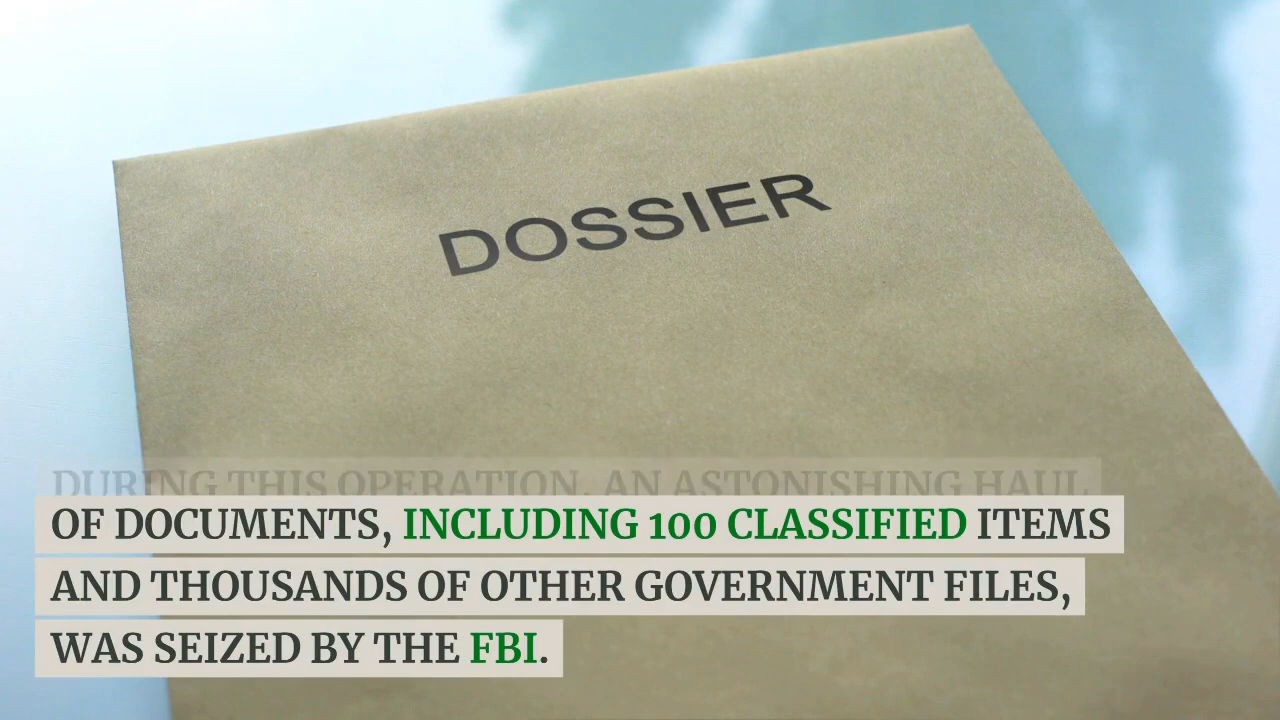 DOSSIER
DURING THIS OPERATION, AN ASTONISHING HAUL
OF DOCUMENTS, INCLUDING 100 CLASSIFIED ITEMS
AND THOUSANDS OF OTHER GOVERNMENT FILES,
WAS SEIZED BY THE FBI.